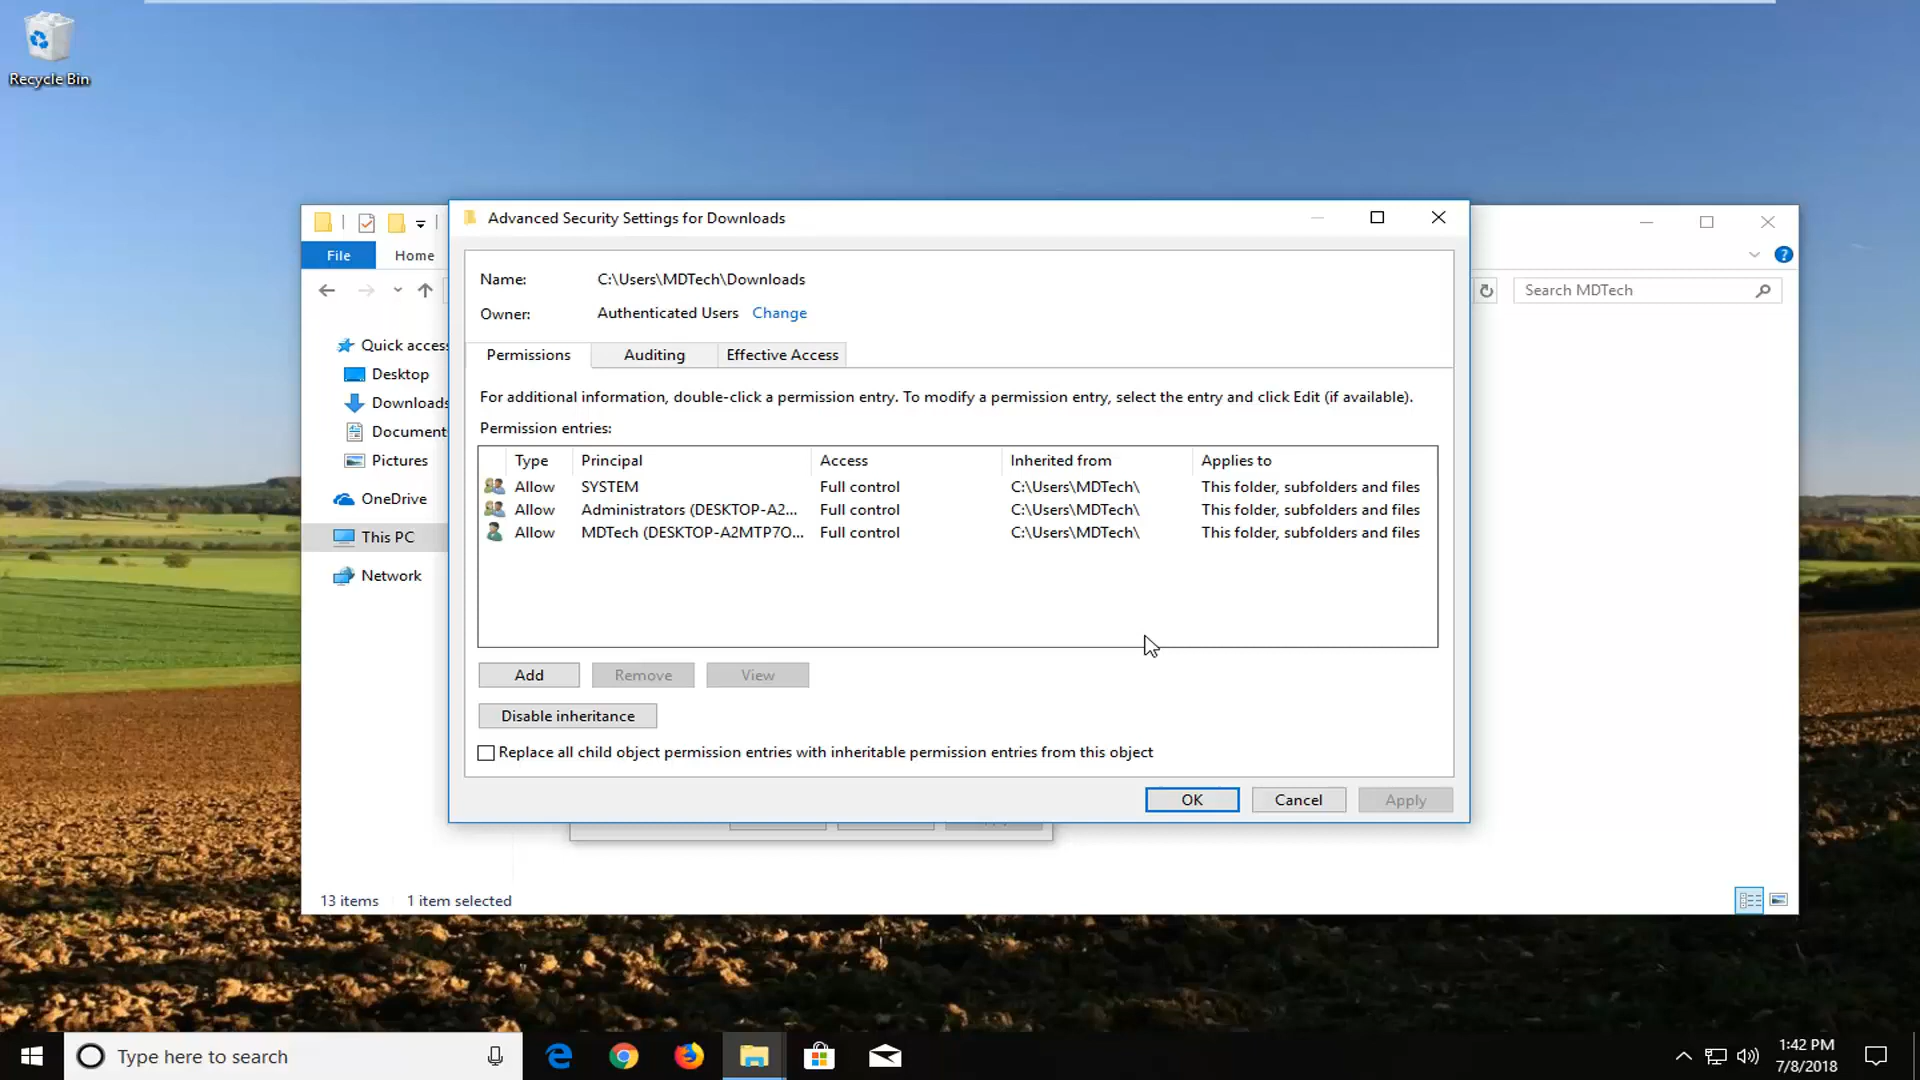 Recycle Bin
Advanced Security Settings for Downloads
File
Home
Name: C:\Users\MDTech\Downloads
Search MDTech
Owner: Authenticated Users Change
Quick access
Desktop
Downloads
Document
Pictures
OneDrive
This PC
Network
Permissions
Auditing
Effective Access
For additional information, double-click a permission entry. To modify a permission entry, select the entry and click Edit (if available).
Permission entries:
Type Principal Access Inherited from Applies to
Allow SYSTEM Full control C:\Users\MDTech\ This folder, subfolders and files
Allow Administrators (DESKTOP-A2... Full control C:\Users\MDTech\ This folder, subfolders and files
Allow MDTech (DESKTOP-A2MTP7O... Full control C:\Users\MDTech\ This folder, subfolders and files
Add
Remove
View
Disable inheritance
Replace all child object permission entries with inheritable permission entries from this object
OK
Cancel
Apply
13 items 1 item selected
Type here to search
1:42 PM
7/8/2018